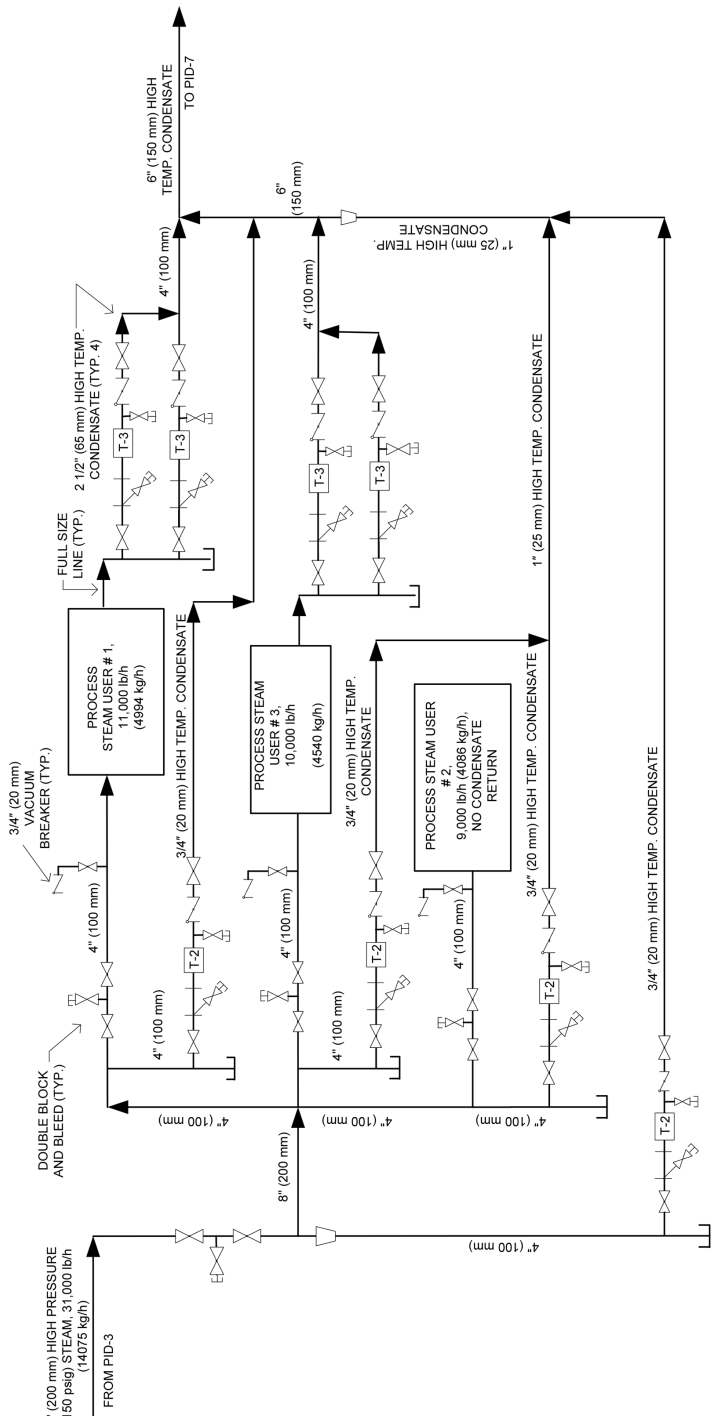 " (200 mm) HIGH PRESSURE
150 psig) STEAM, 31,000 lb/h
(14075 kg/h)
FROM PID-3
DOUBLE BLOCK
AND BLEED (TYP.)
3/4" (20 mm)
VACUUM
BREAKER (TYP.)
4" (100 mm)
PROCESS
STEAM USER # 1,
11,000 lb/h
(4994 kg/h)
FULL SIZE
LINE (TYP.)
2 1/2" (65 mm) HIGH TEMP.
CONDENSATE (TYP. 4)
T-3
T-3
4" (100 mm)
6" (150 mm) HIGH
TEMP. CONDENSATE
TO PID-7
4" (100 mm)
T-2
3/4" (20 mm) HIGH TEMP. CONDENSATE
4" (100 mm)
8" (200 mm)
4" (100 mm)
4" (100 mm)
4" (100 mm)
PROCESS STEAM
USER # 3,
10,000 lb/h
(4540 kg/h)
T-3
T-3
4" (100 mm)
6"
(150 mm)
4" (100 mm)
T-2
3/4" (20 mm) HIGH TEMP.
CONDENSATE
1" (25 mm) HIGH TEMP.
CONDENSATE
4" (100 mm)
PROCESS STEAM USER
# 2,
9,000 lb/h (4086 kg/h),
NO CONDENSATE
RETURN
T-2
3/4" (20 mm) HIGH TEMP. CONDENSATE
1" (25 mm) HIGH TEMP. CONDENSATE
4" (100 mm)
T-2
3/4" (20 mm) HIGH TEMP. CONDENSATE